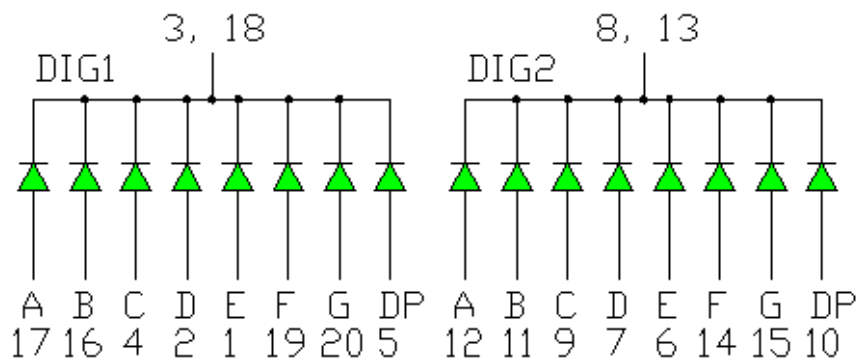 3, 18 8, 13
DIG1 DIG2
A B C D E F G DP A B C D E F G DP
17 16 4 2 1 19 20 5 12 11 9 7 6 14 15 10